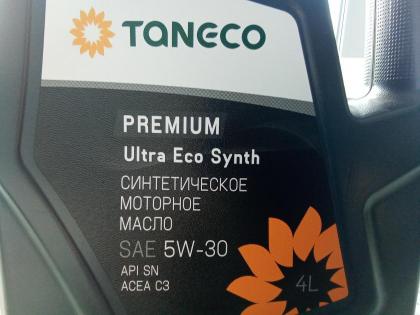 TANECO
PREMIUM
Ultra Eco Synth
СИНТЕТИЧЕСКОЕ
МОТОРНОЕ
МАСЛО
SAE 5W-30
API SN
ACEA C3
4L